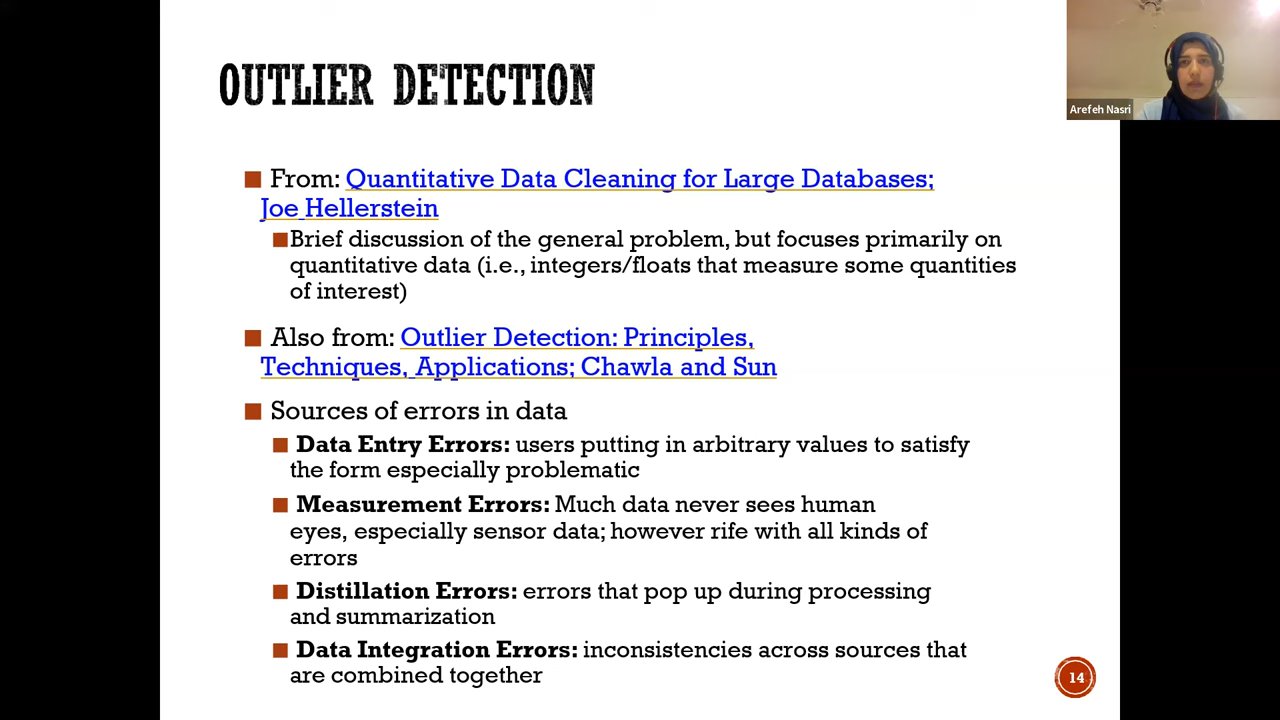 OUTLIER DETECTION
Arefeh Nasri
From: Quantitative Data Cleaning for Large Databases;
Joe Hellerstein
Brief discussion of the general problem, but focuses primarily on
quantitative data (i.e., integers/floats that measure some quantities
of interest)
Also from: Outlier Detection: Principles,
Techniques, Applications; Chawla and Sun
Sources of errors in data
Data Entry Errors: users putting in arbitrary values to satisfy
the form especially problematic
Measurement Errors: Much data never sees human
eyes, especially sensor data; however rife with all kinds of
errors
Distillation Errors: errors that pop up during processing
and summarization
Data Integration Errors: inconsistencies across sources that
are combined together
14